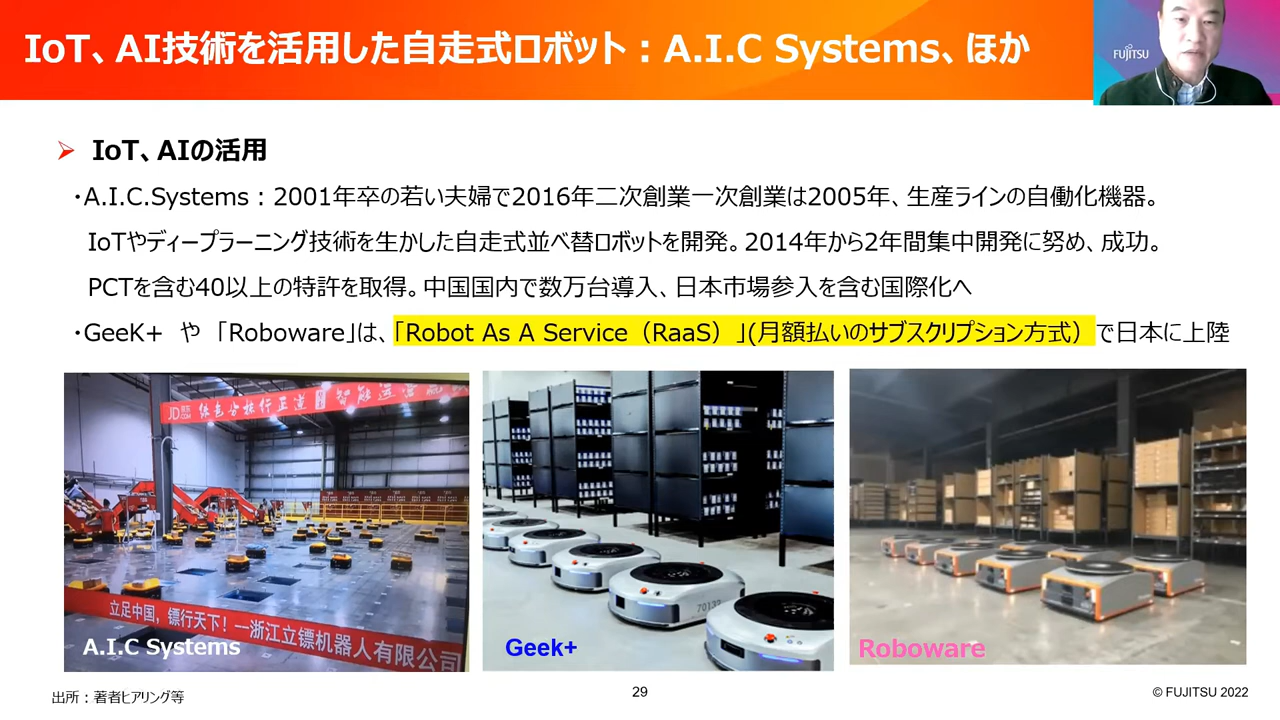 IoT、AI技術を活用した自走式ロボット：A.I.C Systems、ほか
FUJITSU
➢ IoT、AIの活用
・A.I.C.Systems：2001年卒の若い夫婦で2016年二次創業一次創業は2005年、生産ラインの自働化機器。
IoTやディープラーニング技術を生かした自走式並べ替ロボットを開発。2014年から2年間集中開発に努め、成功。
PCTを含む40以上の特許を取得。中国国内で数万台導入、日本市場参入を含む国際化へ
・GeeK+ や 「Roboware」は、「Robot As A Service（RaaS）」(月額払いのサブスクリプション方式）で日本に上陸
JD
.COM
立足中国，镖行天下！—浙江立镖机器人有限公司
A.I.C Systems
70137
Geek+
Roboware
出所：著者ヒアリング等
29
© FUJITSU 2022